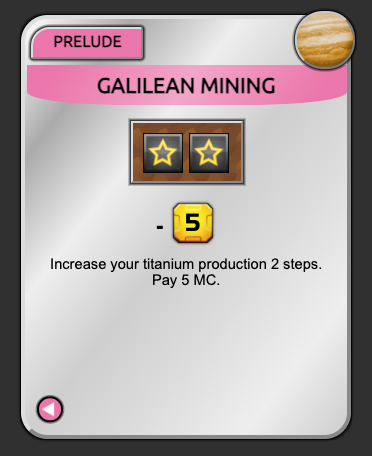 PRELUDE
GALILEAN MINING
- 5
Increase your titanium production 2 steps.
Pay 5 MC.